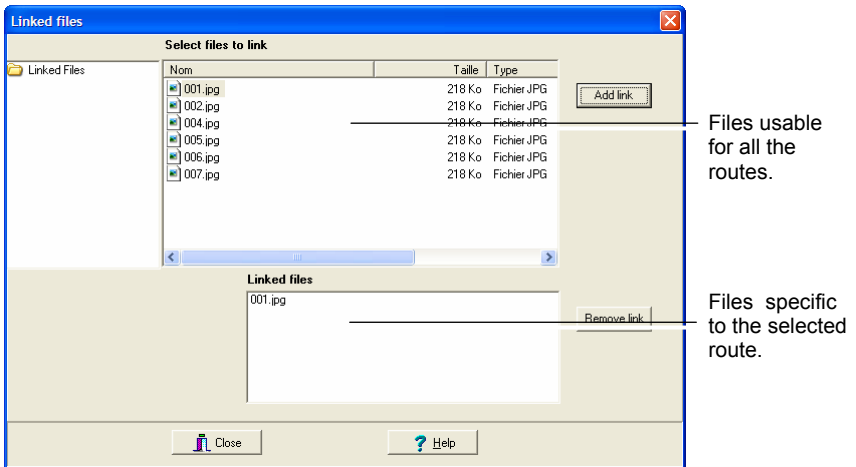 Linked files
Select files to link
Linked Files
Nom Taille Type
001.jpg 218 Ko Fichier JPG
002.jpg 218 Ko Fichier JPG
004.jpg 218 Ko Fichier JPG
005.jpg 218 Ko Fichier JPG
006.jpg 218 Ko Fichier JPG
007.jpg 218 Ko Fichier JPG
Add link
Files usable
for all the
routes.
Linked files
001.jpg
Remove link
Files specific
to the selected
route.
Close
Help